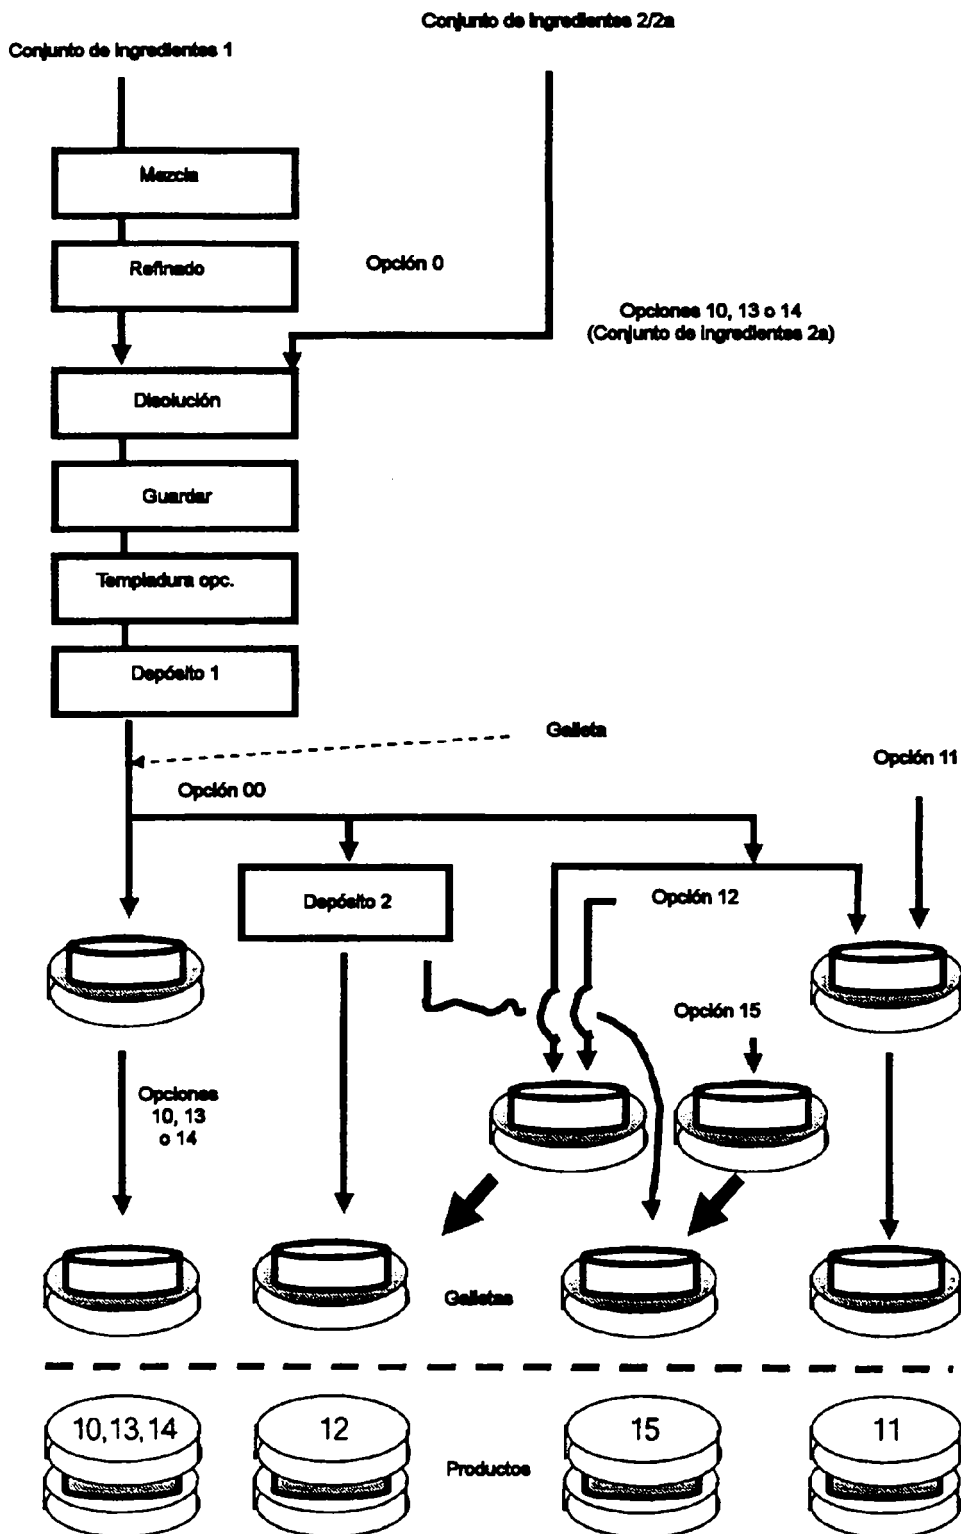 Conjunto de ingredientes 2/2a
Conjunto de ingredientes 1
Mezcla
Refinado
Opción 0
Opciones 10, 13 o 14
(Conjunto de ingredientes 2a)
Disolución
Guardar
Templadura opc.
Depósito 1
Galleta
Opción 11
Opción 00
Depósito 2
Opción 12
Opción 15
Opciones
10, 13
o 14
Galletas
10, 13, 14
12
15
11
Productos